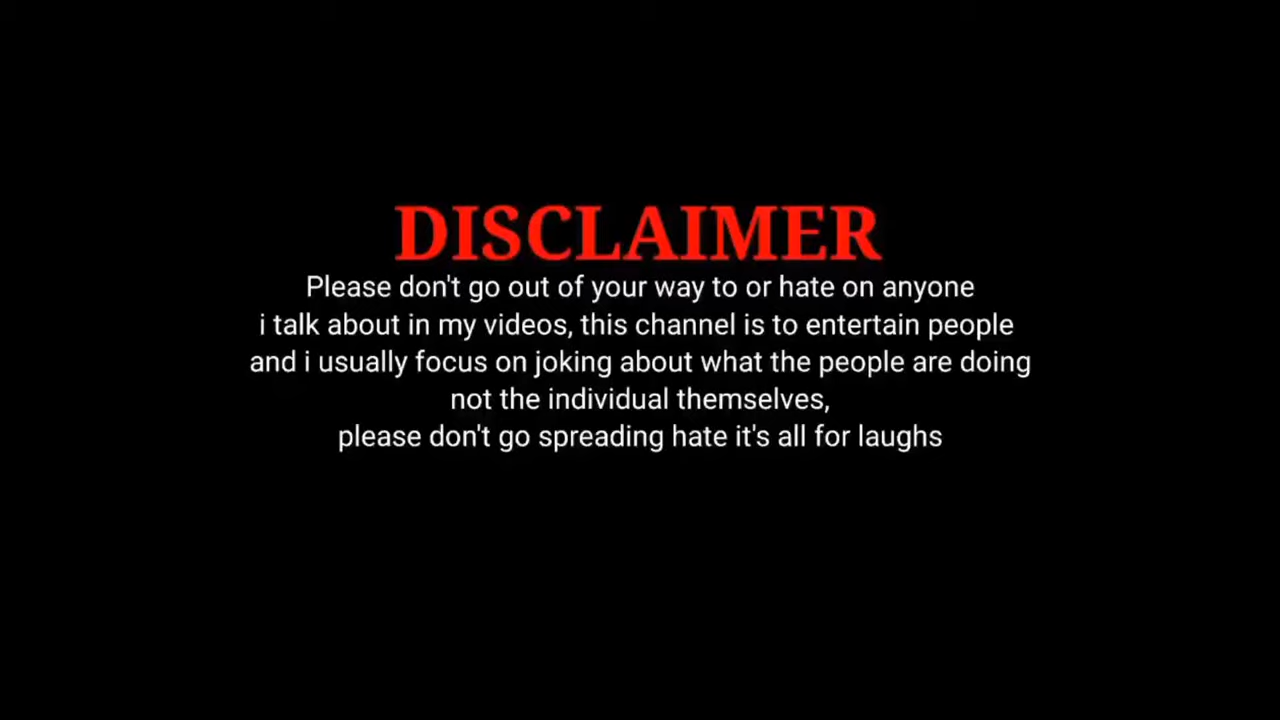 DISCLAIMER
Please don't go out of your way to or hate on anyone
i talk about in my videos, this channel is to entertain people
and i usually focus on joking about what the people are doing
not the individual themselves,
please don't go spreading hate it's all for laughs